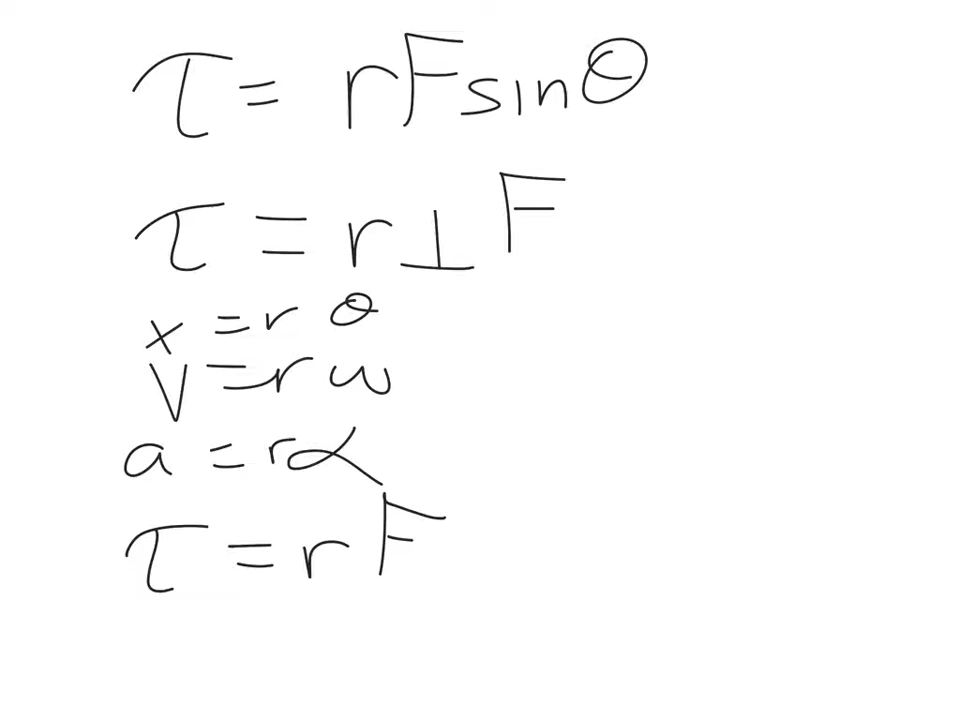 τ = rFsinθ
τ = r⊥F
x = rθ
v = rω
a = rα
τ = rF